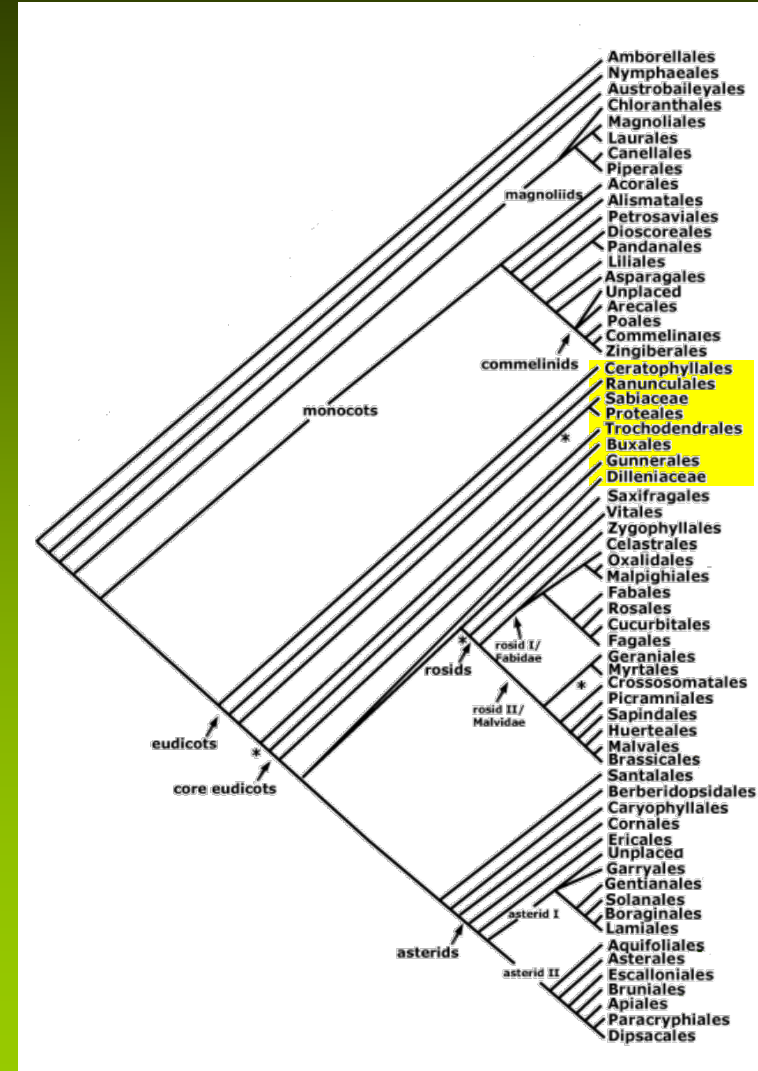 Amborellales
Nymphaeales
Austrobaileyales
Chloranthales
Magnoliales
Laurales
Canellales
Piperales
magnoliids
Acorales
Alismatales
Petrosaviales
Dioscoreales
Pandanales
Liliales
Asparagales
Unplaced
Arecales
Poales
Commelinales
Zingiberales
commelinids
monocots
Ceratophyllales
Ranunculales
Sabiaceae
Proteales
Trochodendrales
*
Buxales
Gunnerales
Dilleniaceae
Saxifragales
Vitales
Zygophyllales
Celastrales
Oxalidales
Malpighiales
Fabales
Rosales
Cucurbitales
Fagales
*
rosid I/
Fabidae
rosids
Geraniales
Myrtales
*
Crossosomatales
Picramniales
Sapindales
Huerteales
Malvales
Brassicales
rosid II/
Malvidae
eudicots
*
core eudicots
Santalales
Berberidopsidales
Caryophyllales
Cornales
Ericales
Unplaced
Garryales
Gentianales
Solanales
Boraginales
Lamiales
asterid I
asterids
asterid II
Aquifoliales
Asterales
Escalloniales
Bruniales
Apiales
Paracryphiales
Dipsacales